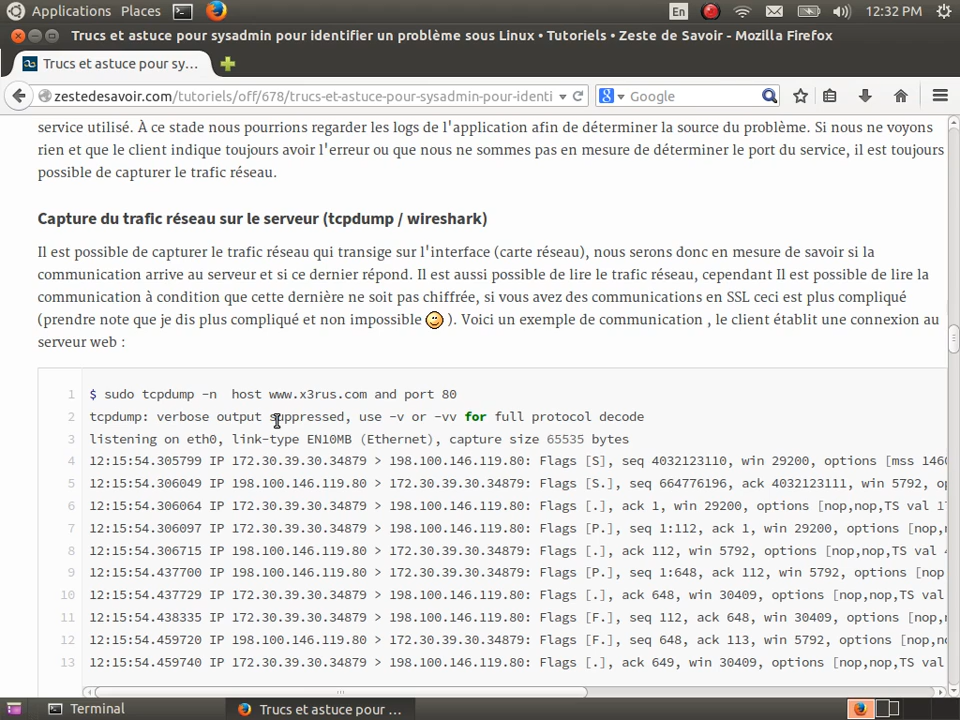 Applications Places En 12:32 PM
Trucs et astuce pour sysadmin pour identifier un problème sous Linux • Tutoriels • Zeste de Savoir - Mozilla Firefox
Trucs et astuce pour sy...
zestedesavoir.com/tutoriels/off/678/trucs-et-astuce-pour-sysadmin-pour-identi Google
service utilisé. À ce stade nous pourrions regarder les logs de l'application afin de déterminer la source du problème. Si nous ne voyons
rien et que le client indique toujours avoir l'erreur ou que nous ne sommes pas en mesure de déterminer le port du service, il est toujours
possible de capturer le trafic réseau.
Capture du trafic réseau sur le serveur (tcpdump / wireshark)
Il est possible de capturer le trafic réseau qui transige sur l'interface (carte réseau), nous serons donc en mesure de savoir si la
communication arrive au serveur et si ce dernier répond. Il est aussi possible de lire le trafic réseau, cependant Il est possible de lire la
communication à condition que cette dernière ne soit pas chiffrée, si vous avez des communications en SSL ceci est plus compliqué
(prendre note que je dis plus compliqué et non impossible ). Voici un exemple de communication , le client établit une connexion au
serveur web :
1 $ sudo tcpdump -n host www.x3rus.com and port 80
2 tcpdump: verbose output suppressed, use -v or -vv for full protocol decode
3 listening on eth0, link-type EN10MB (Ethernet), capture size 65535 bytes
4 12:15:54.305799 IP 172.30.39.30.34879 > 198.100.146.119.80: Flags [S], seq 4032123110, win 29200, options [mss 1460
5 12:15:54.306049 IP 198.100.146.119.80 > 172.30.39.30.34879: Flags [S.], seq 664776196, ack 4032123111, win 5792, op
6 12:15:54.306064 IP 172.30.39.30.34879 > 198.100.146.119.80: Flags [.], ack 1, win 29200, options [nop,nop,TS val 17
7 12:15:54.306097 IP 172.30.39.30.34879 > 198.100.146.119.80: Flags [P.], seq 1:112, ack 1, win 29200, options [nop,n
8 12:15:54.306715 IP 198.100.146.119.80 > 172.30.39.30.34879: Flags [.], ack 112, win 5792, options [nop,nop,TS val 4
9 12:15:54.437700 IP 198.100.146.119.80 > 172.30.39.30.34879: Flags [P.], seq 1:648, ack 112, win 5792, options [nop
10 12:15:54.437729 IP 172.30.39.30.34879 > 198.100.146.119.80: Flags [.], ack 648, win 30409, options [nop,nop,TS val
11 12:15:54.438335 IP 172.30.39.30.34879 > 198.100.146.119.80: Flags [F.], seq 112, ack 648, win 30409, options [nop,n
12 12:15:54.459720 IP 198.100.146.119.80 > 172.30.39.30.34879: Flags [F.], seq 648, ack 113, win 5792, options [nop,n
13 12:15:54.459740 IP 172.30.39.30.34879 > 198.100.146.119.80: Flags [.], ack 649, win 30409, options [nop,nop,TS val
Terminal Trucs et astuce pour ...